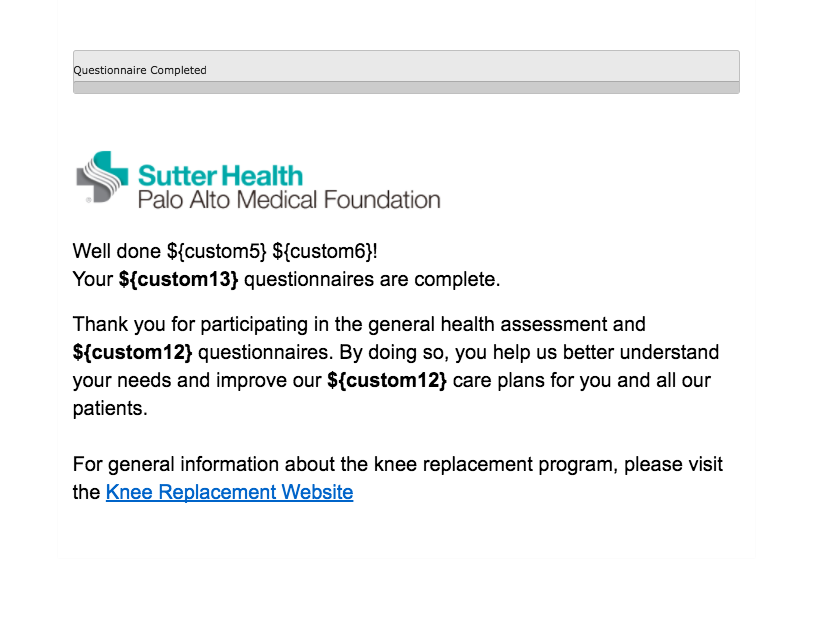 Questionnaire Completed
Sutter Health
Palo Alto Medical Foundation
Well done ${custom5} ${custom6}!
Your ${custom13} questionnaires are complete.
Thank you for participating in the general health assessment and
${custom12} questionnaires. By doing so, you help us better understand
your needs and improve our ${custom12} care plans for you and all our
patients.
For general information about the knee replacement program, please visit
the Knee Replacement Website